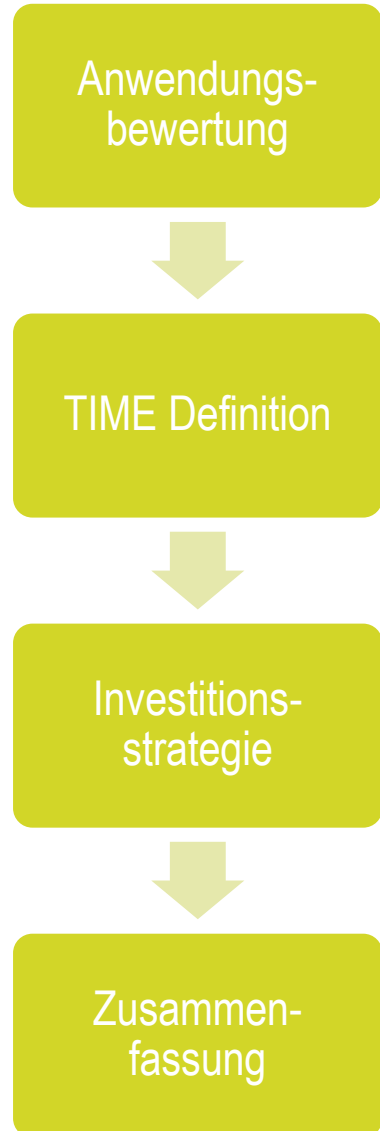 Anwendungs-
bewertung
TIME Definition
Investitions-
strategie
Zusammen-
fassung